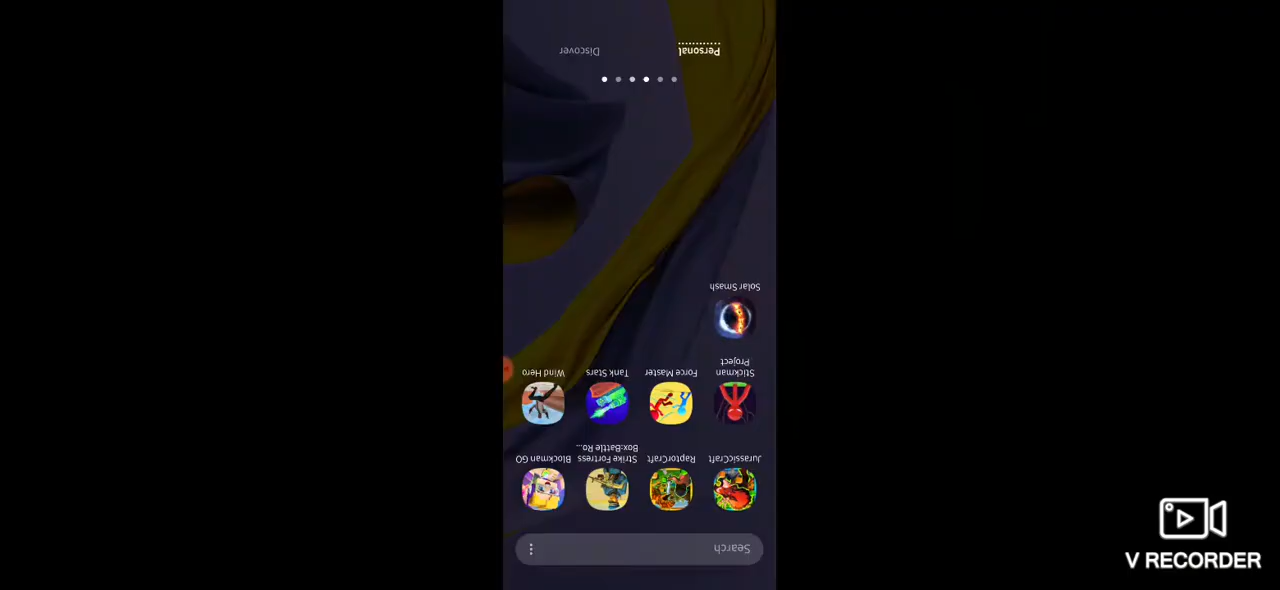 Search
JurassicCraft
RaptorCraft
Strike Fortress
Box:Battle Ro...
Blockman GO
Stickman
Project
Force Master
Tank Stars
Wind Hero
Solar Smash
Personal
Discover
V RECORDER